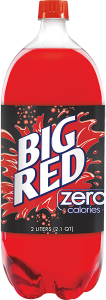 BIG
RED
zero
calories
2 LITERS (2.1 QT)